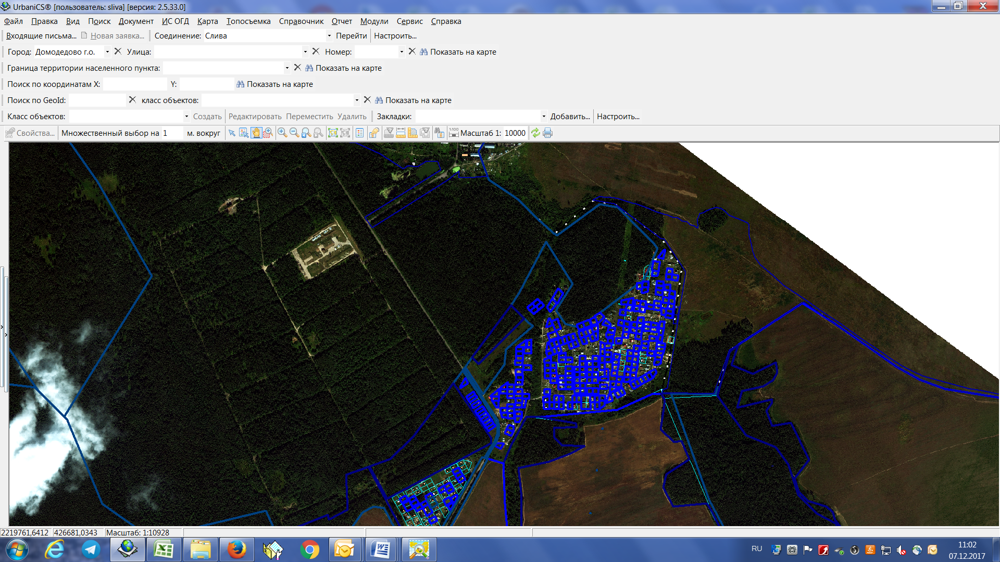 UrbaniCS® [пользователь: sliva] [версия: 2.5.33.0]
Файл Правка Вид Поиск Документ ИС ОГД Карта Топосъемка Справочник Отчет Модули Сервис Справка
Входящие письма... Новая заявка... Соединение: Слива Перейти Настроить...
Город: Домодедово г.о. Улица: Номер: Показать на карте
Граница территории населенного пункта: Показать на карте
Поиск по координатам X: Y: Показать на карте
Поиск по GeoId: класс объектов: Показать на карте
Класс объектов: Создать Редактировать Переместить Удалить Закладки: Добавить... Настроить...
Свойства... Множественный выбор на 1 м. вокруг 1:100 Масштаб 1: 10000
2219761,6412 426681,0343 Масштаб: 1:10928
RU 11:02
07.12.2017